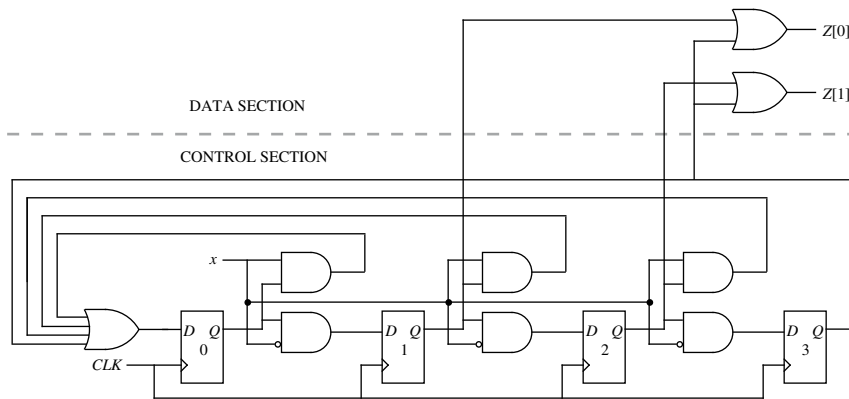 Z[0]
Z[1]
DATA SECTION
CONTROL SECTION
x
D Q
0
D Q
1
D Q
2
D Q
3
CLK